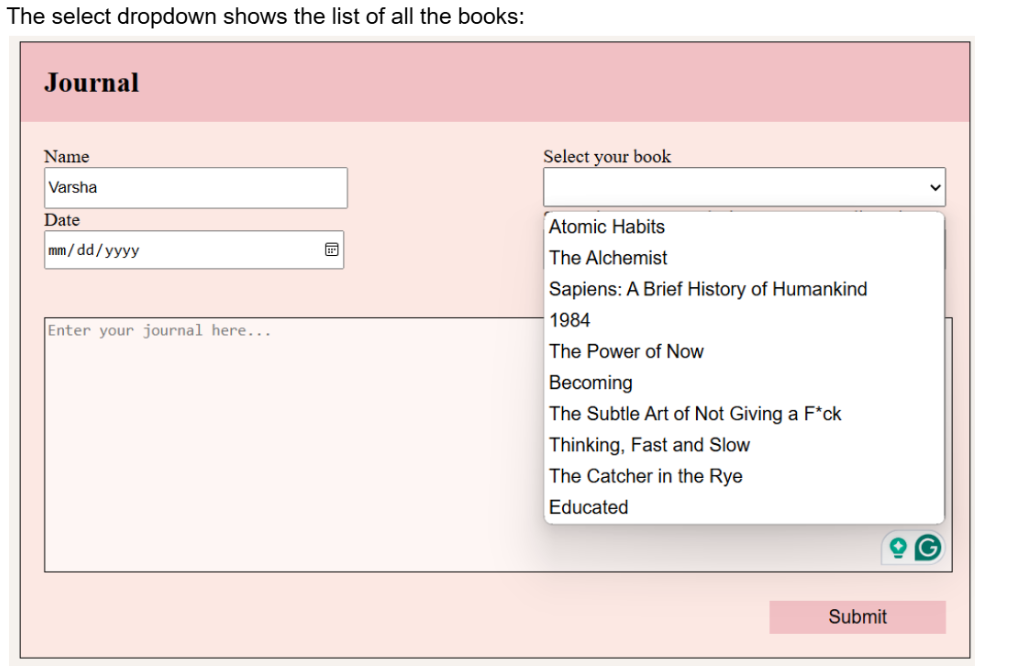 The select dropdown shows the list of all the books:
Journal
Name
Select your book
Varsha
Date
mm/dd/yyyy
Atomic Habits
The Alchemist
Sapiens: A Brief History of Humankind
1984
The Power of Now
Becoming
The Subtle Art of Not Giving a F*ck
Thinking, Fast and Slow
The Catcher in the Rye
Educated
Enter your journal here...
Submit